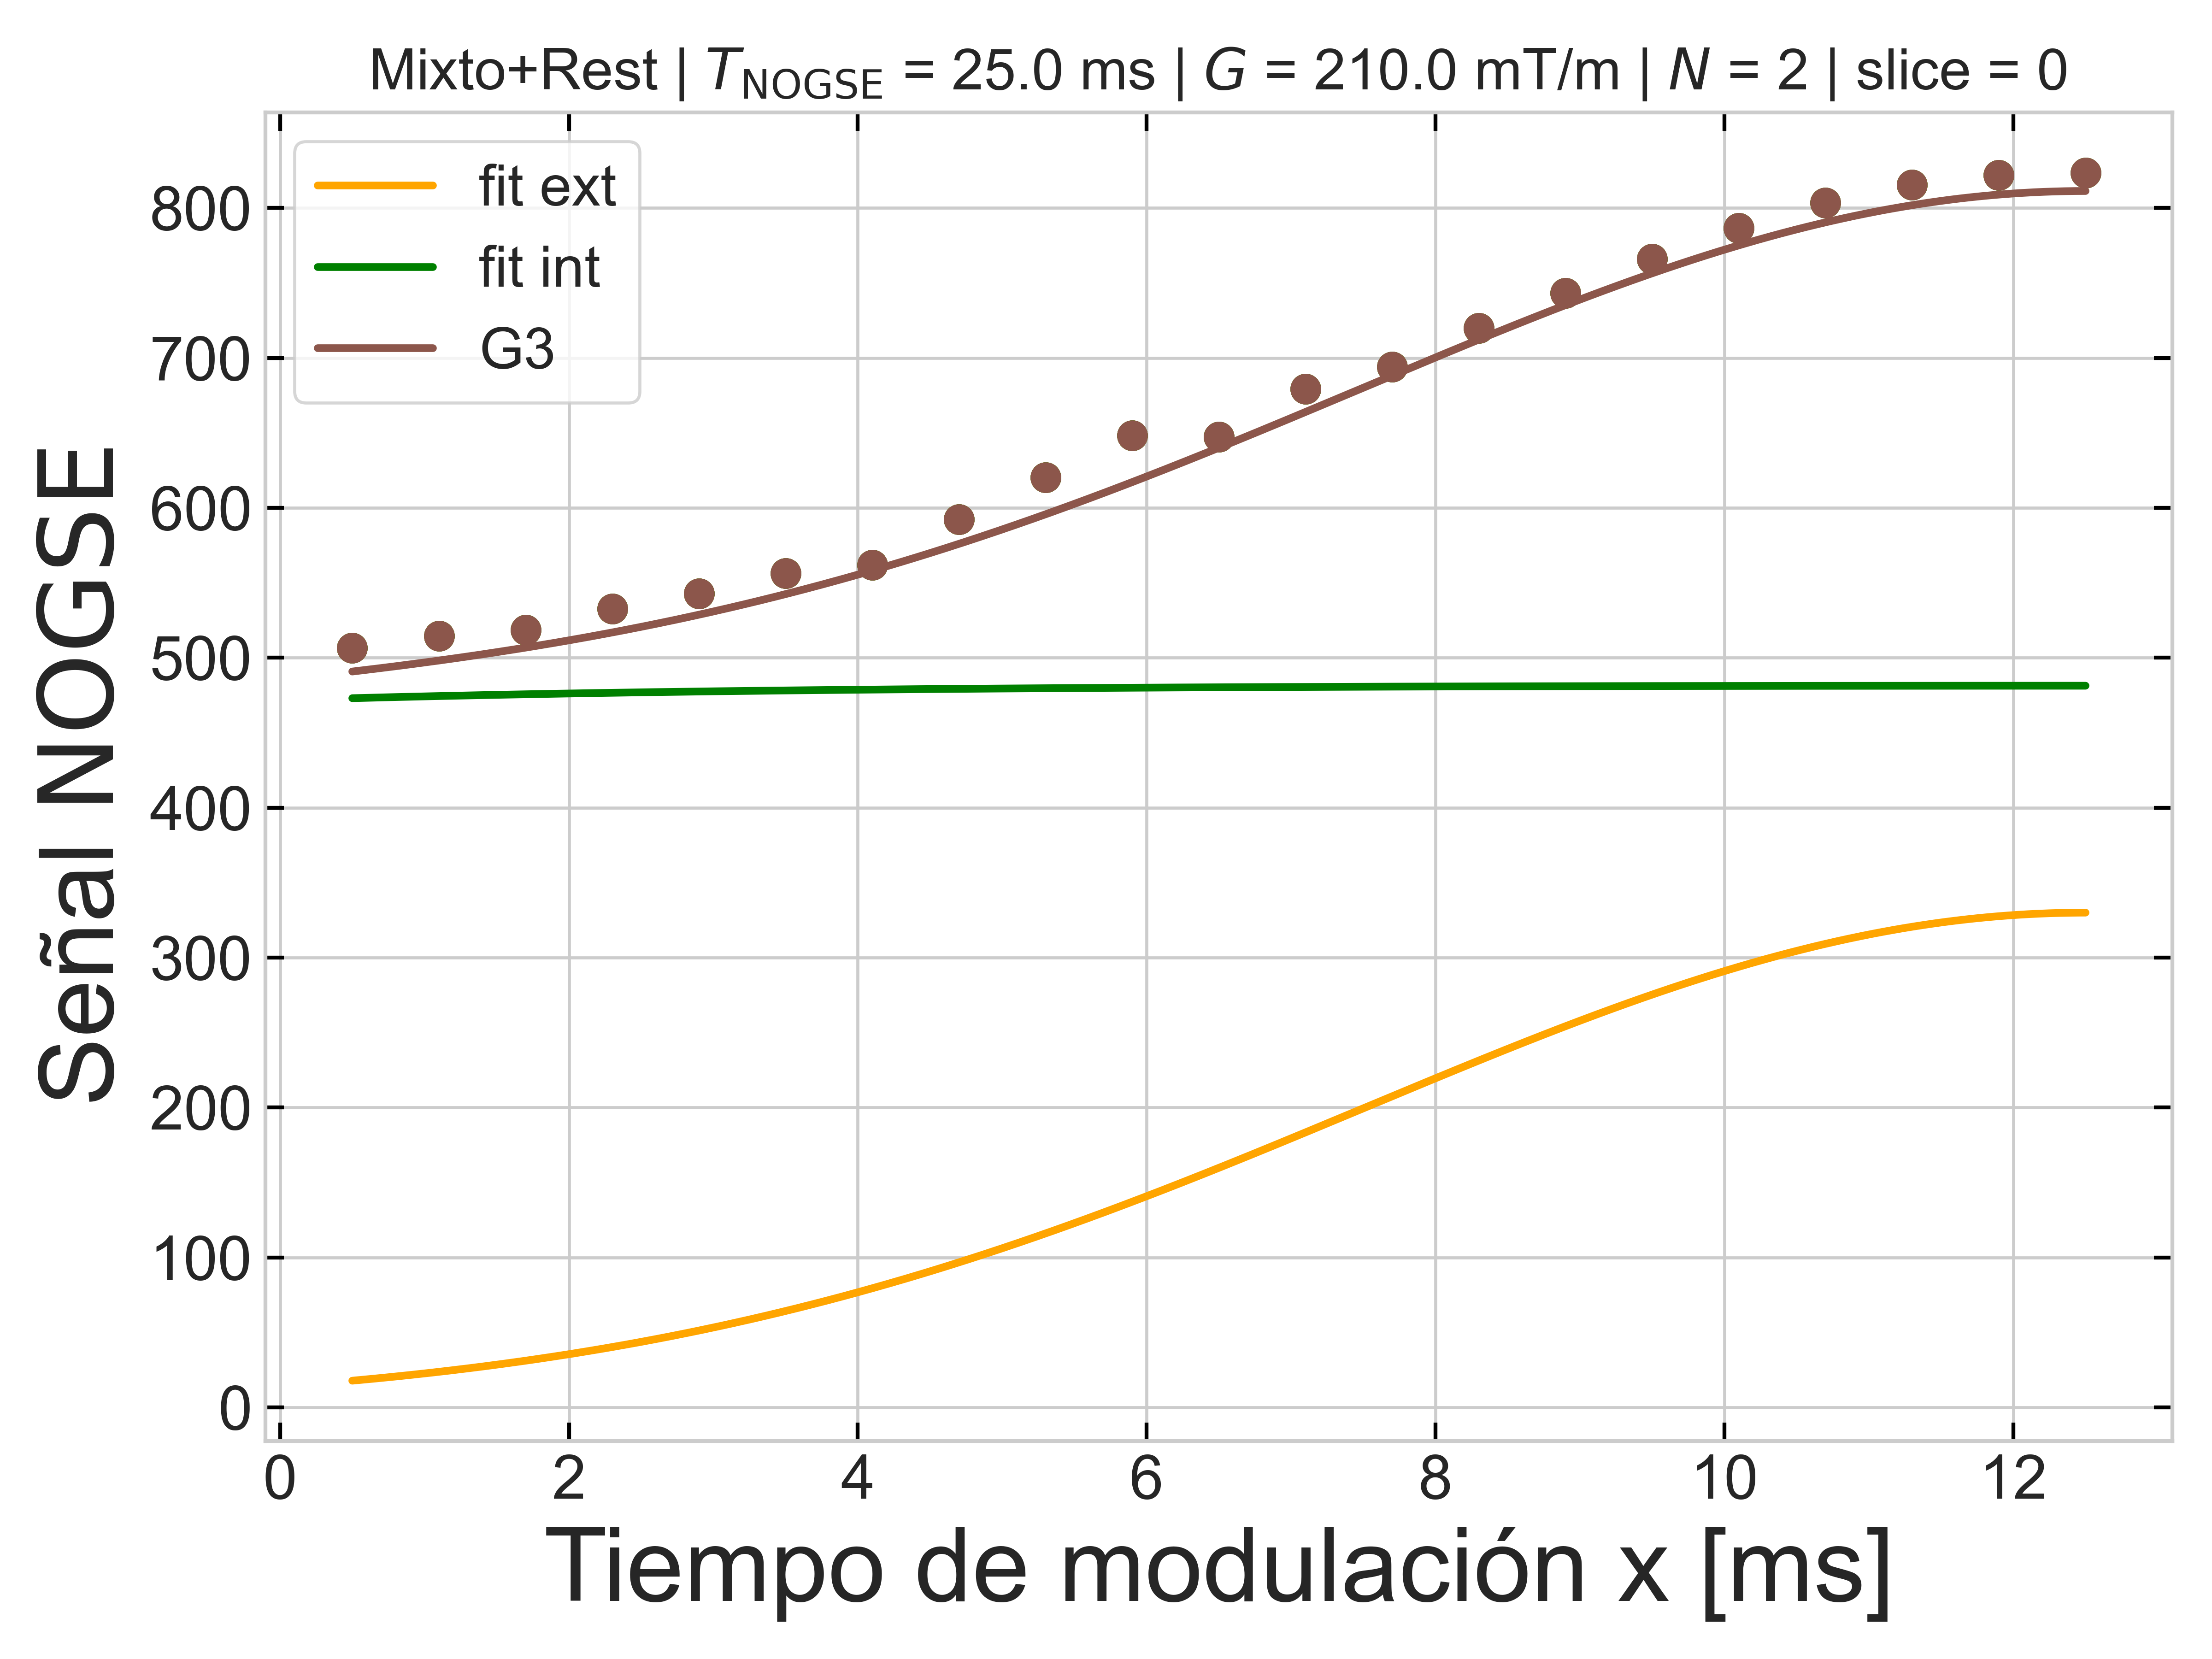 Mixto+Rest | T_NOGSE = 25.0 ms | G = 210.0 mT/m | N = 2 | slice = 0
fit ext
fit int
G3
Señal NOGSE
800
700
600
500
400
300
200
100
0
0 2 4 6 8 10 12
Tiempo de modulación x [ms]